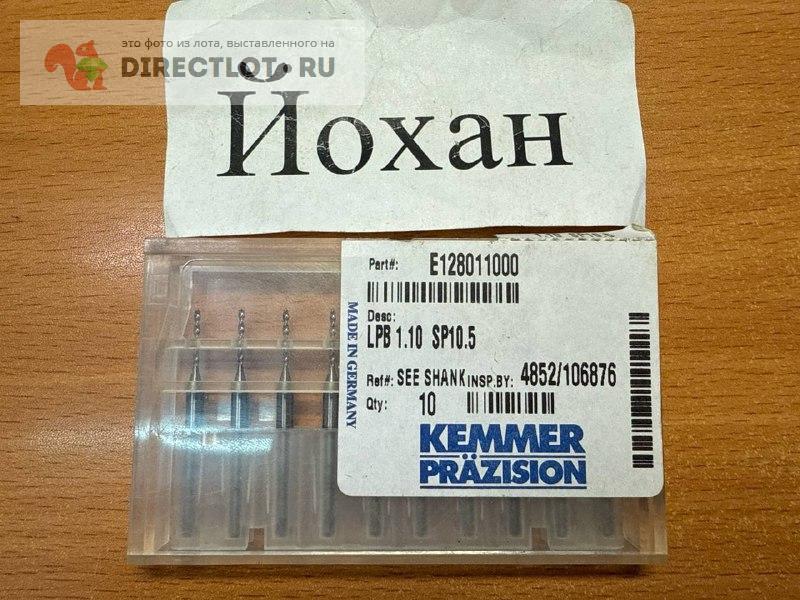 это фото из лота, выставленного на
DIRECTLOT.RU
Йохан
Part#: E128011000
Desc:
LPB 1.10 SP10.5
Ref#: SEE SHANK INSP.BY: 4852/106876
Qty: 10
MADE IN GERMANY
KEMMER
PRÄZISION